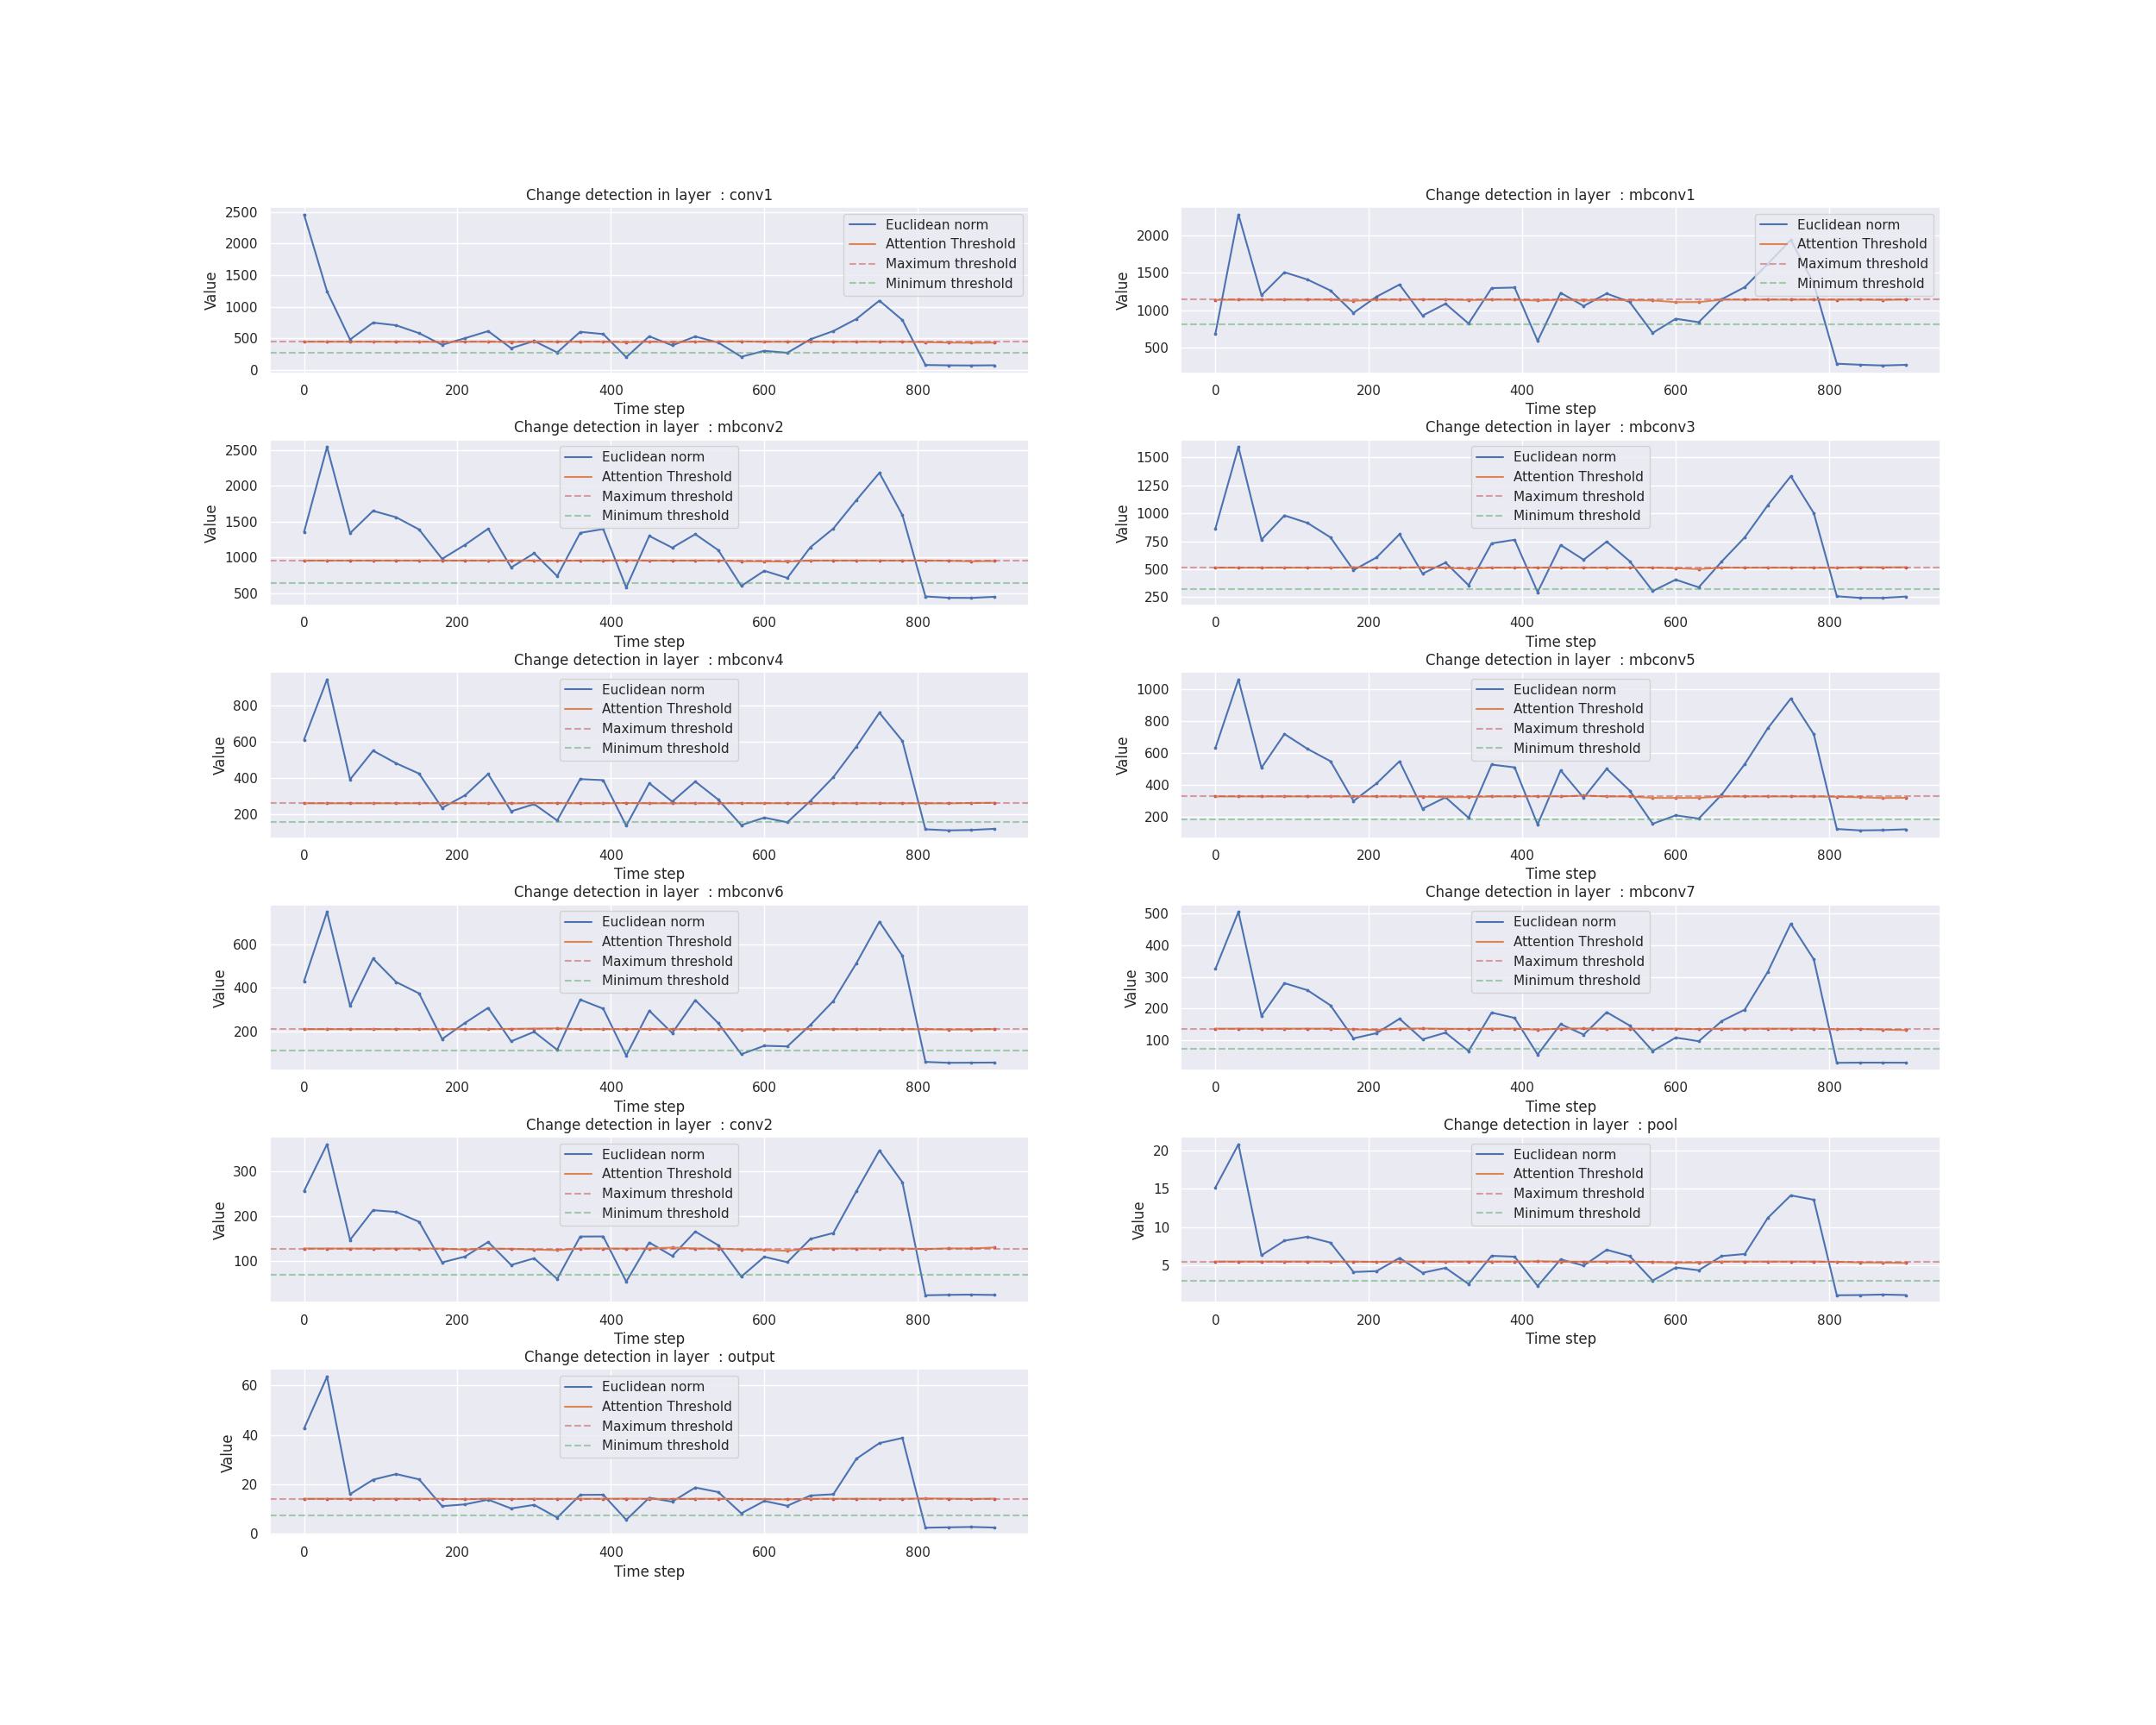 Change detection in layer : conv1
2500
2000
1500
1000
500
0
Value
Euclidean norm
Attention Threshold
Maximum threshold
Minimum threshold
0 200 400 600 800
Time step
Change detection in layer : mbconv1
2000
1500
1000
500
Value
Euclidean norm
Attention Threshold
Maximum threshold
Minimum threshold
0 200 400 600 800
Time step
Change detection in layer : mbconv2
2500
2000
1500
1000
500
Value
Euclidean norm
Attention Threshold
Maximum threshold
Minimum threshold
0 200 400 600 800
Time step
Change detection in layer : mbconv3
1500
1250
1000
750
500
250
Value
Euclidean norm
Attention Threshold
Maximum threshold
Minimum threshold
0 200 400 600 800
Time step
Change detection in layer : mbconv4
800
600
400
200
Value
Euclidean norm
Attention Threshold
Maximum threshold
Minimum threshold
0 200 400 600 800
Time step
Change detection in layer : mbconv5
1000
800
600
400
200
Value
Euclidean norm
Attention Threshold
Maximum threshold
Minimum threshold
0 200 400 600 800
Time step
Change detection in layer : mbconv6
600
400
200
Value
Euclidean norm
Attention Threshold
Maximum threshold
Minimum threshold
0 200 400 600 800
Time step
Change detection in layer : mbconv7
500
400
300
200
100
Value
Euclidean norm
Attention Threshold
Maximum threshold
Minimum threshold
0 200 400 600 800
Time step
Change detection in layer : conv2
300
200
100
Value
Euclidean norm
Attention Threshold
Maximum threshold
Minimum threshold
0 200 400 600 800
Time step
Change detection in layer : pool
20
15
10
5
Value
Euclidean norm
Attention Threshold
Maximum threshold
Minimum threshold
0 200 400 600 800
Time step
Change detection in layer : output
60
40
20
0
Value
Euclidean norm
Attention Threshold
Maximum threshold
Minimum threshold
0 200 400 600 800
Time step